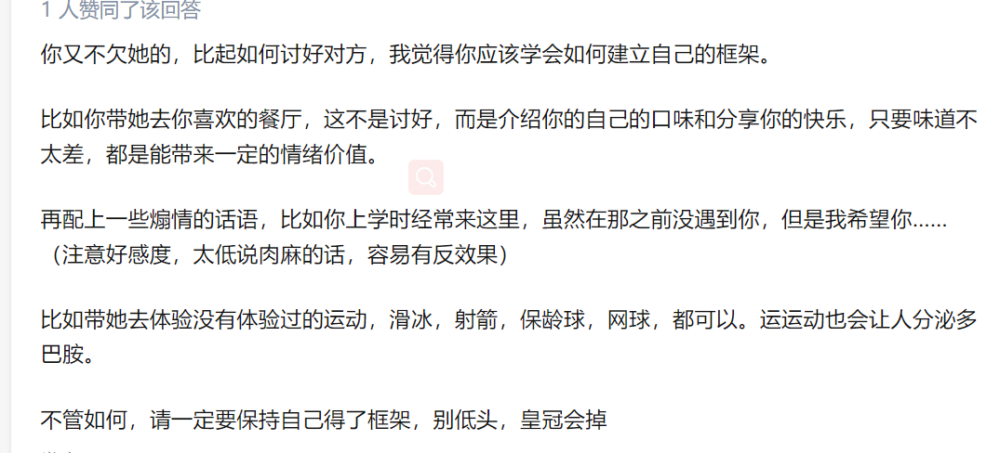 1 人赞同了该回答
你又不欠她的，比起如何讨好对方，我觉得你应该学会如何建立自己的框架。
比如你带她去你喜欢的餐厅，这不是讨好，而是介绍你的自己的口味和分享你的快乐，只要味道不
太差，都是能带来一定的情绪价值。
再配上一些煽情的话语，比如你上学时经常来这里，虽然在那之前没遇到你，但是我希望你......
（注意好感度，太低说肉麻的话，容易有反效果）
比如带她去体验没有体验过的运动，滑冰，射箭，保龄球，网球，都可以。运运动也会让人分泌多
巴胺。
不管如何，请一定要保持自己得了框架，别低头，皇冠会掉